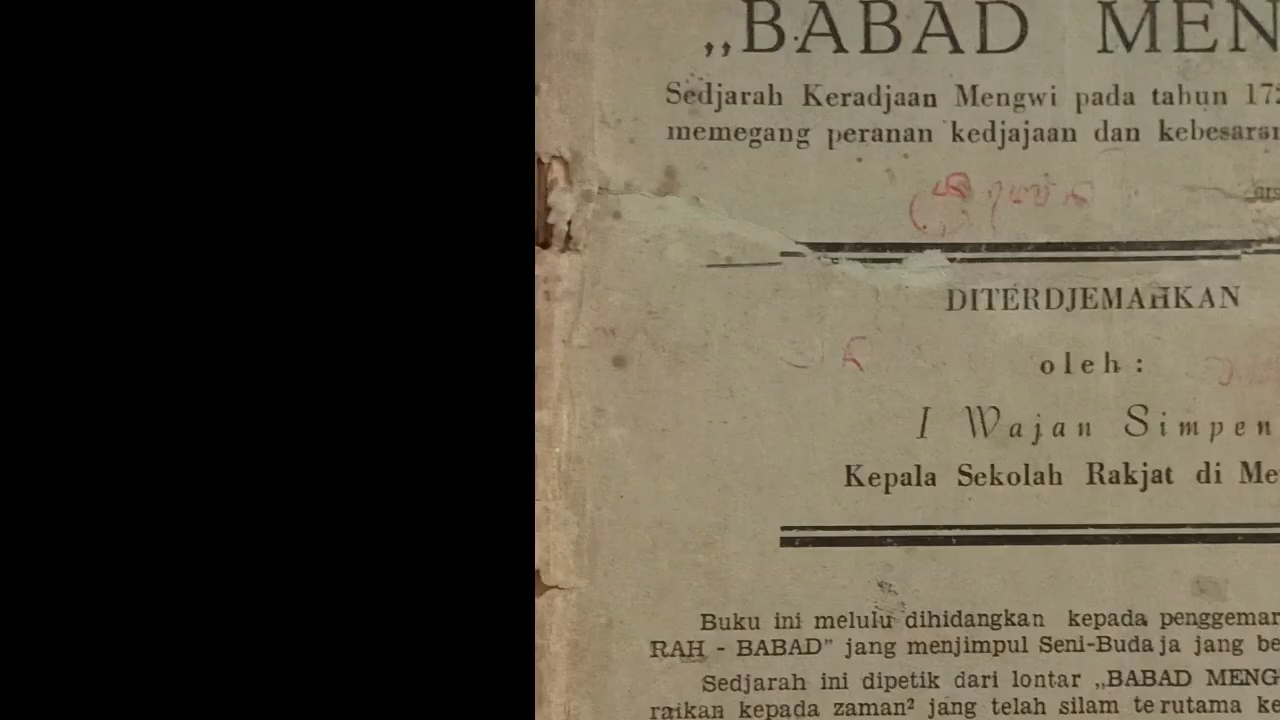 „BABAD MEN
Sedjarah Keradjaan Mengwi pada tahun 172
memegang peranan kedjajaan dan kebesaran
DITERDJEMAHKAN
oleh :
I Wajan Simpen
Kepala Sekolah Rakjat di Me
Buku ini melulu dihidangkan kepada penggemar
RAH - BABAD" jang menjimpul Seni-Budaja jang be
Sedjarah ini dipetik dari lontar „BABAD MENG
raikan kepada zaman² jang telah silam terutama ke